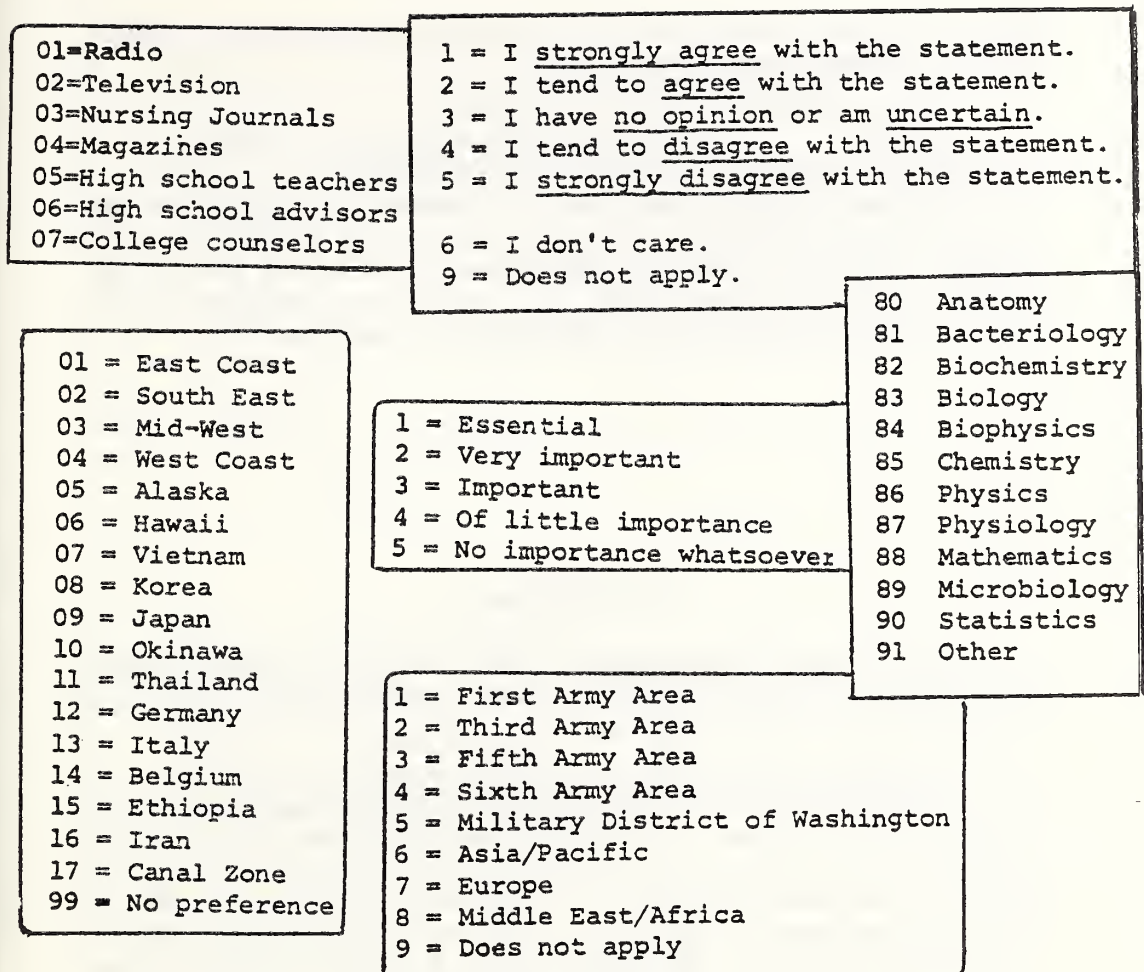 01=Radio
02=Television
03=Nursing Journals
04=Magazines
05=High school teachers
06=High school advisors
07=College counselors
1 = I strongly agree with the statement.
2 = I tend to agree with the statement.
3 = I have no opinion or am uncertain.
4 = I tend to disagree with the statement.
5 = I strongly disagree with the statement.
6 = I don't care.
9 = Does not apply.
80 Anatomy
81 Bacteriology
82 Biochemistry
83 Biology
84 Biophysics
85 Chemistry
86 Physics
87 Physiology
88 Mathematics
89 Microbiology
90 Statistics
91 Other
01 = East Coast
02 = South East
03 = Mid-West
04 = West Coast
05 = Alaska
06 = Hawaii
07 = Vietnam
08 = Korea
09 = Japan
10 = Okinawa
11 = Thailand
12 = Germany
13 = Italy
14 = Belgium
15 = Ethiopia
16 = Iran
17 = Canal Zone
99 = No preference
1 = Essential
2 = Very important
3 = Important
4 = Of little importance
5 = No importance whatsoever
1 = First Army Area
2 = Third Army Area
3 = Fifth Army Area
4 = Sixth Army Area
5 = Military District of Washington
6 = Asia/Pacific
7 = Europe
8 = Middle East/Africa
9 = Does not apply